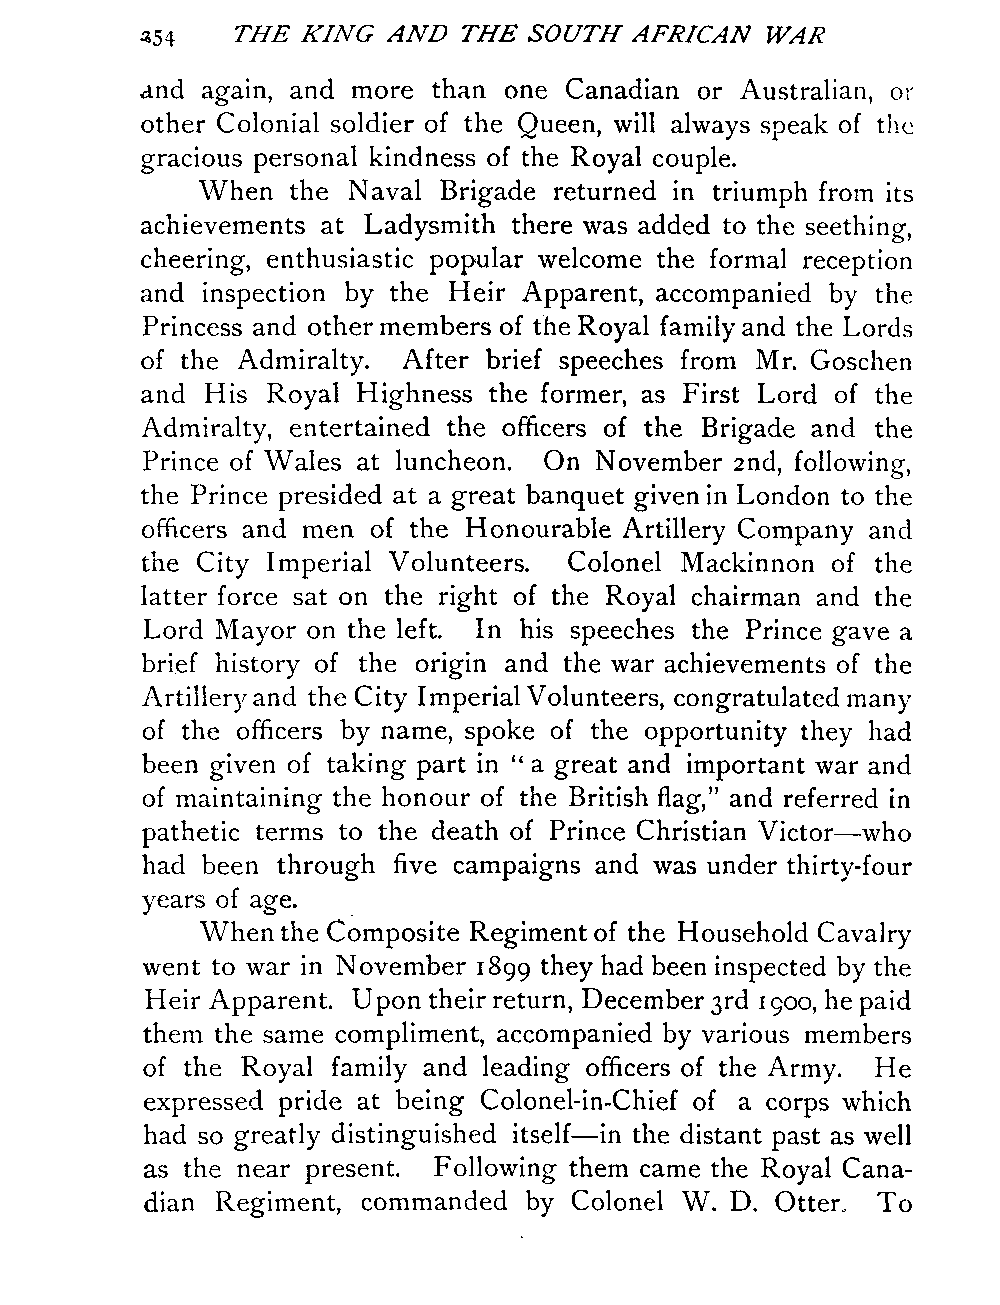 254 THE KING AND THE SOUTH AFRICAN WAR
and again, and more than one Canadian or Australian, or
other Colonial soldier of the Queen, will always speak of the
gracious personal kindness of the Royal couple.
When the Naval Brigade returned in triumph from its
achievements at Ladysmith there was added to the seething,
cheering, enthusiastic popular welcome the formal reception
and inspection by the Heir Apparent, accompanied by the
Princess and other members of the Royal family and the Lords
of the Admiralty. After brief speeches from Mr. Goschen
and His Royal Highness the former, as First Lord of the
Admiralty, entertained the officers of the Brigade and the
Prince of Wales at luncheon. On November 2nd, following,
the Prince presided at a great banquet given in London to the
officers and men of the Honourable Artillery Company and
the City Imperial Volunteers. Colonel Mackinnon of the
latter force sat on the right of the Royal chairman and the
Lord Mayor on the left. In his speeches the Prince gave a
brief history of the origin and the war achievements of the
Artillery and the City Imperial Volunteers, congratulated many
of the officers by name, spoke of the opportunity they had
been given of taking part in “ a great and important war and
of maintaining the honour of the British flag,” and referred in
pathetic terms to the death of Prince Christian Victor—who
had been through five campaigns and was under thirty-four
years of age.
When the Composite Regiment of the Household Cavalry
went to war in November 1899 they had been inspected by the
Heir Apparent. Upon their return, December 3rd 1900, he paid
them the same compliment, accompanied by various members
of the Royal family and leading officers of the Army. He
expressed pride at being Colonel-in-Chief of a corps which
had so greatly distinguished itself—in the distant past as well
as the near present. Following them came the Royal Cana-
dian Regiment, commanded by Colonel W. D. Otter. To